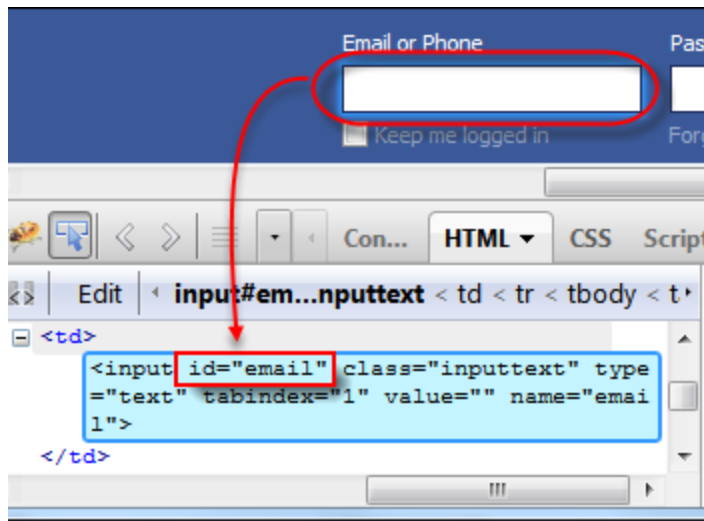 Email or Phone Pas
Keep me logged in For
Con... HTML CSS Script
Edit input#em...nputtext < td < tr < tbody < t
<td>
<input id="email" class="inputtext" type
="text" tabindex="1" value="" name="emai
l">
</td>